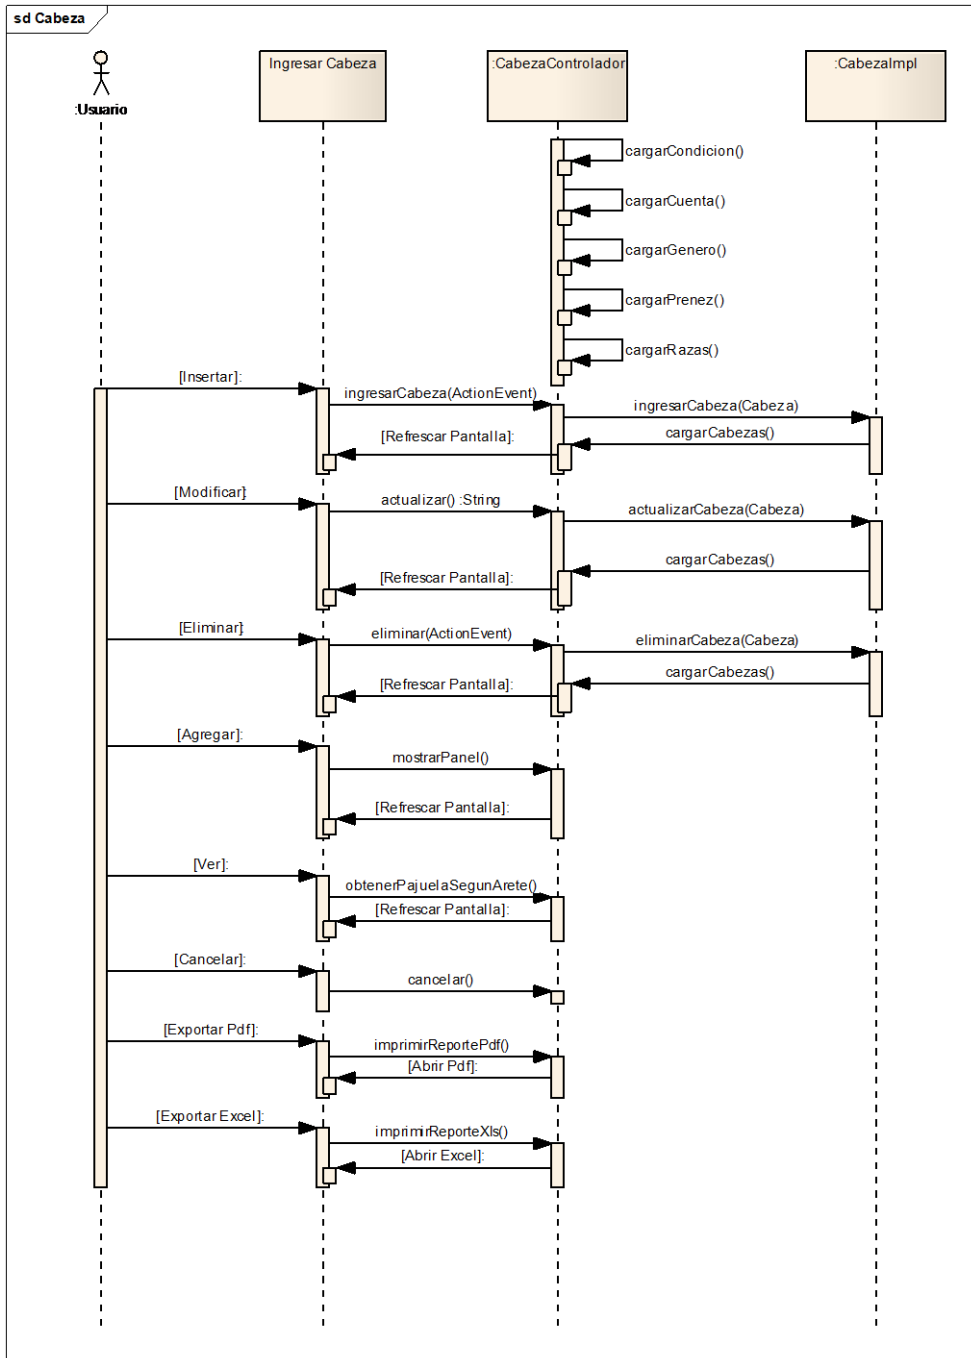 sd Cabeza
:Usuario
Ingresar Cabeza
:CabezaControlador
:CabezaImpl
cargarCondicion()
cargarCuenta()
cargarGenero()
cargarPrenez()
cargarRazas()
[Insertar]:
ingresarCabeza(ActionEvent)
ingresarCabeza(Cabeza)
cargarCabezas()
[Refrescar Pantalla]:
[Modificar]:
actualizar() :String
actualizarCabeza(Cabeza)
cargarCabezas()
[Refrescar Pantalla]:
[Eliminar]:
eliminar(ActionEvent)
eliminarCabeza(Cabeza)
cargarCabezas()
[Refrescar Pantalla]:
[Agregar]:
mostrarPanel()
[Refrescar Pantalla]:
[Ver]:
obtenerPajuelaSegunArete()
[Refrescar Pantalla]:
[Cancelar]:
cancelar()
[Exportar Pdf]:
imprimirReportePdf()
[Abrir Pdf]:
[Exportar Excel]:
imprimirReporteXls()
[Abrir Excel]: